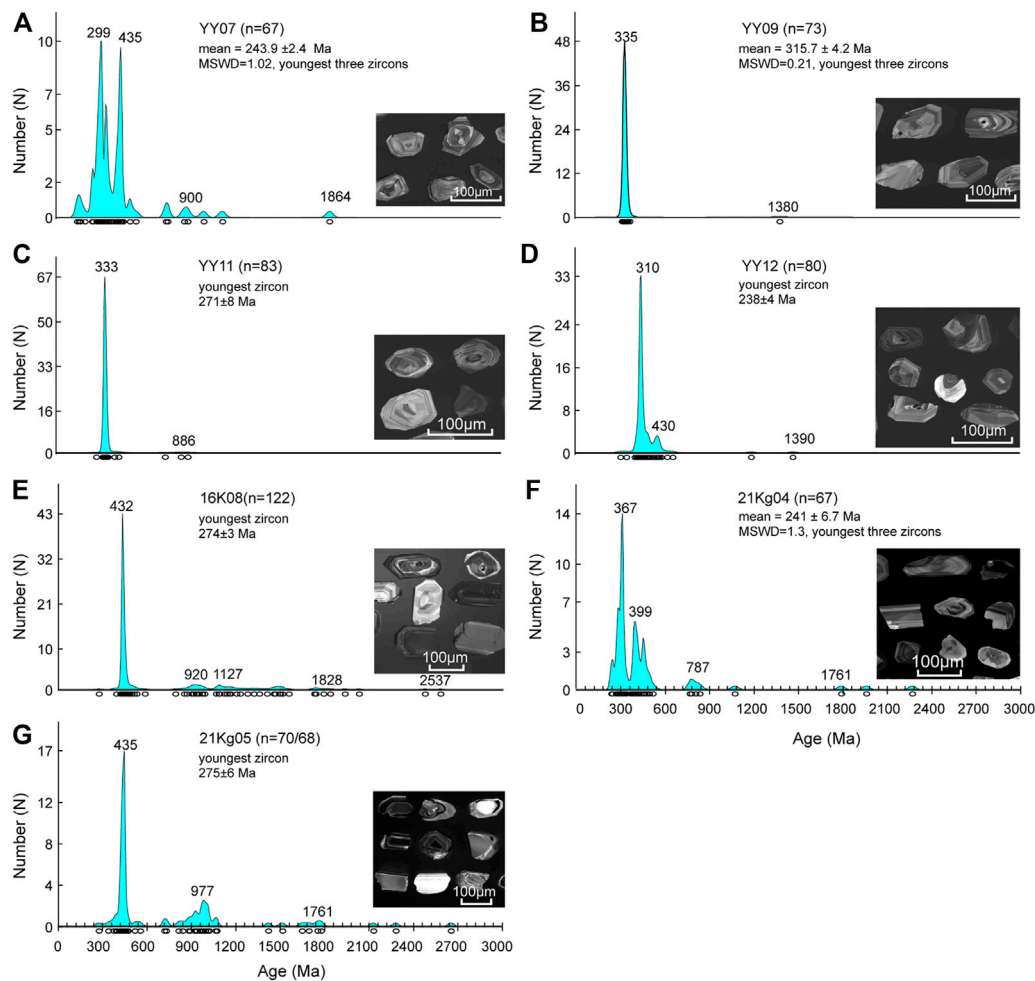 A
YY07 (n=67)
mean = 243.9 ±2.4 Ma
MSWD=1.02, youngest three zircons
299
435
900
1864
10
7
5
2
0
Number (N)
100µm
B
YY09 (n=73)
mean = 315.7 ± 4.2 Ma
MSWD=0.21, youngest three zircons
335
1380
48
36
24
12
0
Number (N)
100µm
C
YY11 (n=83)
youngest zircon
271±8 Ma
333
886
67
50
33
16
0
Number (N)
100µm
D
YY12 (n=80)
youngest zircon
238±4 Ma
310
430
1390
33
24
16
8
0
Number (N)
100µm
E
16K08(n=122)
youngest zircon
274±3 Ma
432
920
1127
1828
2537
43
32
21
10
0
Number (N)
100µm
F
21Kg04 (n=67)
mean = 241 ± 6.7 Ma
MSWD=1.3, youngest three zircons
367
399
787
1761
14
10
7
3
0
Number (N)
100µm
0 300 600 900 1200 1500 1800 2100 2400 2700 3000
Age (Ma)
G
21Kg05 (n=70/68)
youngest zircon
275±6 Ma
435
977
1761
17
12
8
4
0
Number (N)
100µm
0 300 600 900 1200 1500 1800 2100 2400 2700 3000
Age (Ma)